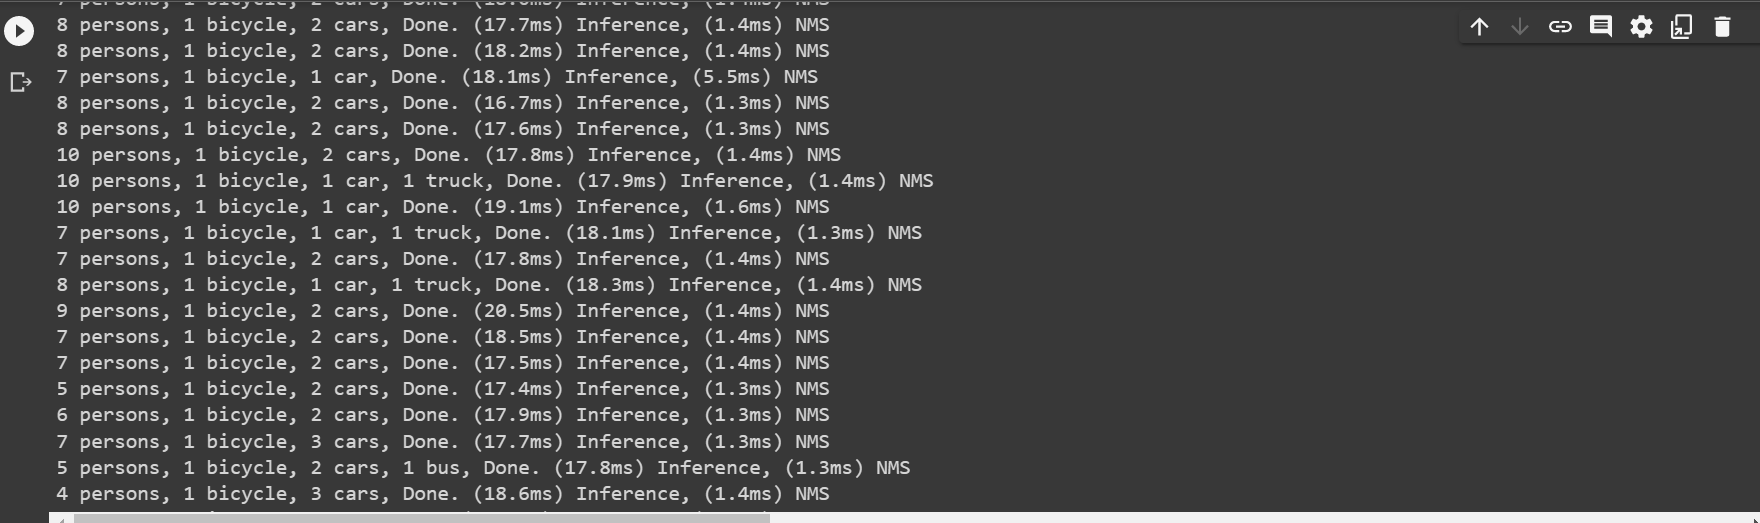 7 persons, 1 bicycle, 2 cars, Done. (18.6ms) Inference, (1.4ms) NMS
8 persons, 1 bicycle, 2 cars, Done. (17.7ms) Inference, (1.4ms) NMS
8 persons, 1 bicycle, 2 cars, Done. (18.2ms) Inference, (1.4ms) NMS
7 persons, 1 bicycle, 1 car, Done. (18.1ms) Inference, (5.5ms) NMS
8 persons, 1 bicycle, 2 cars, Done. (16.7ms) Inference, (1.3ms) NMS
8 persons, 1 bicycle, 2 cars, Done. (17.6ms) Inference, (1.3ms) NMS
10 persons, 1 bicycle, 2 cars, Done. (17.8ms) Inference, (1.4ms) NMS
10 persons, 1 bicycle, 1 car, 1 truck, Done. (17.9ms) Inference, (1.4ms) NMS
10 persons, 1 bicycle, 1 car, Done. (19.1ms) Inference, (1.6ms) NMS
7 persons, 1 bicycle, 1 car, 1 truck, Done. (18.1ms) Inference, (1.3ms) NMS
7 persons, 1 bicycle, 2 cars, Done. (17.8ms) Inference, (1.4ms) NMS
8 persons, 1 bicycle, 1 car, 1 truck, Done. (18.3ms) Inference, (1.4ms) NMS
9 persons, 1 bicycle, 2 cars, Done. (20.5ms) Inference, (1.4ms) NMS
7 persons, 1 bicycle, 2 cars, Done. (18.5ms) Inference, (1.4ms) NMS
7 persons, 1 bicycle, 2 cars, Done. (17.5ms) Inference, (1.4ms) NMS
5 persons, 1 bicycle, 2 cars, Done. (17.4ms) Inference, (1.3ms) NMS
6 persons, 1 bicycle, 2 cars, Done. (17.9ms) Inference, (1.3ms) NMS
7 persons, 1 bicycle, 3 cars, Done. (17.7ms) Inference, (1.3ms) NMS
5 persons, 1 bicycle, 2 cars, 1 bus, Done. (17.8ms) Inference, (1.3ms) NMS
4 persons, 1 bicycle, 3 cars, Done. (18.6ms) Inference, (1.4ms) NMS